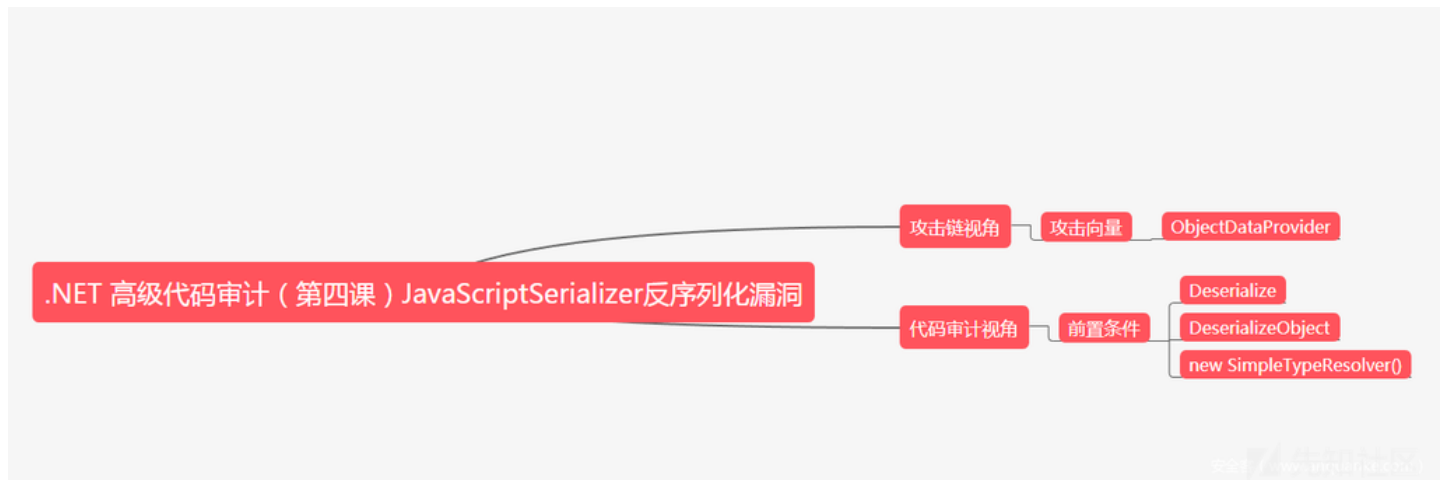 .NET 高级代码审计（第四课）JavaScriptSerializer反序列化漏洞
攻击链视角
攻击向量
ObjectDataProvider
代码审计视角
前置条件
Deserialize
DeserializeObject
new SimpleTypeResolver()